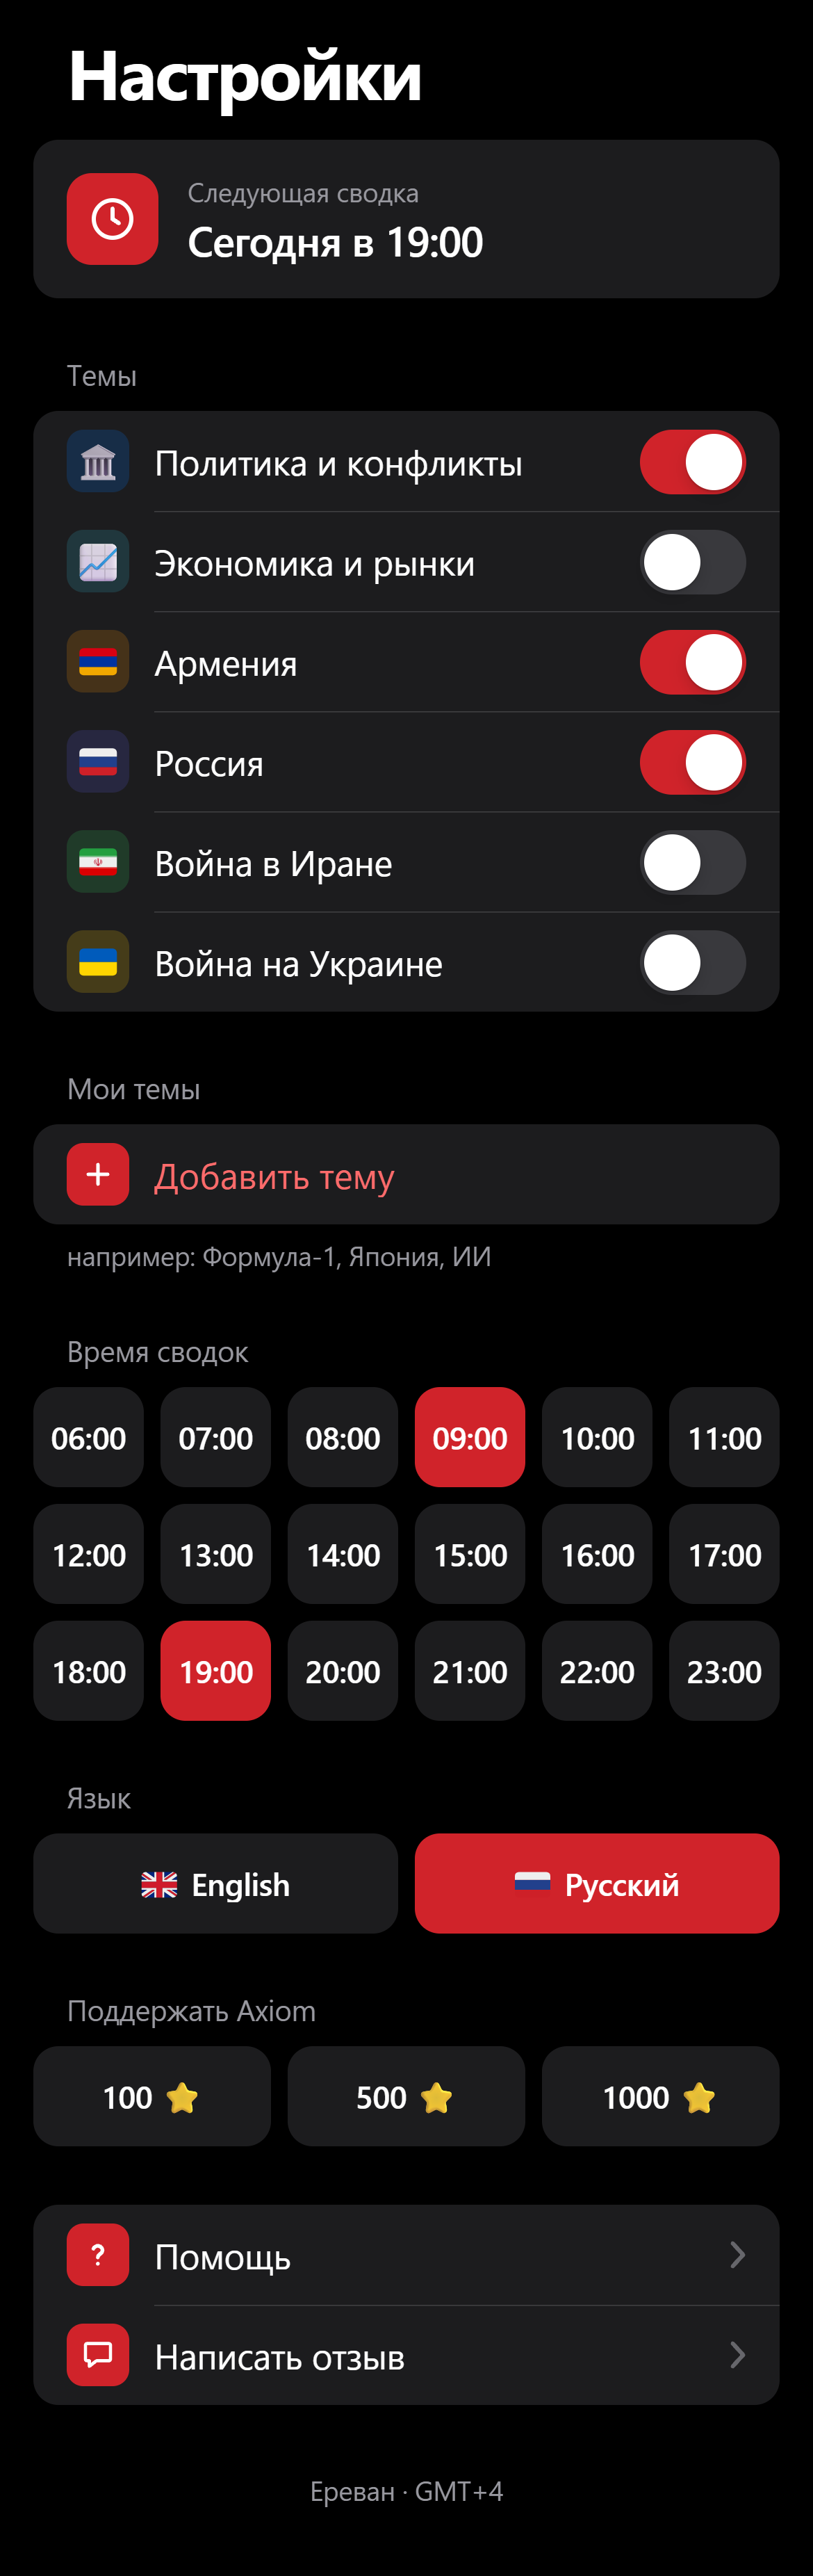 Настройки
Следующая сводка
Сегодня в 19:00
Темы
Политика и конфликты
Экономика и рынки
Армения
Россия
Война в Иране
Война на Украине
Мои темы
Добавить тему
например: Формула-1, Япония, ИИ
Время сводок
06:00 07:00 08:00 09:00 10:00 11:00
12:00 13:00 14:00 15:00 16:00 17:00
18:00 19:00 20:00 21:00 22:00 23:00
Язык
English Русский
Поддержать Axiom
100 500 1000
? Помощь
Написать отзыв
Ереван · GMT+4